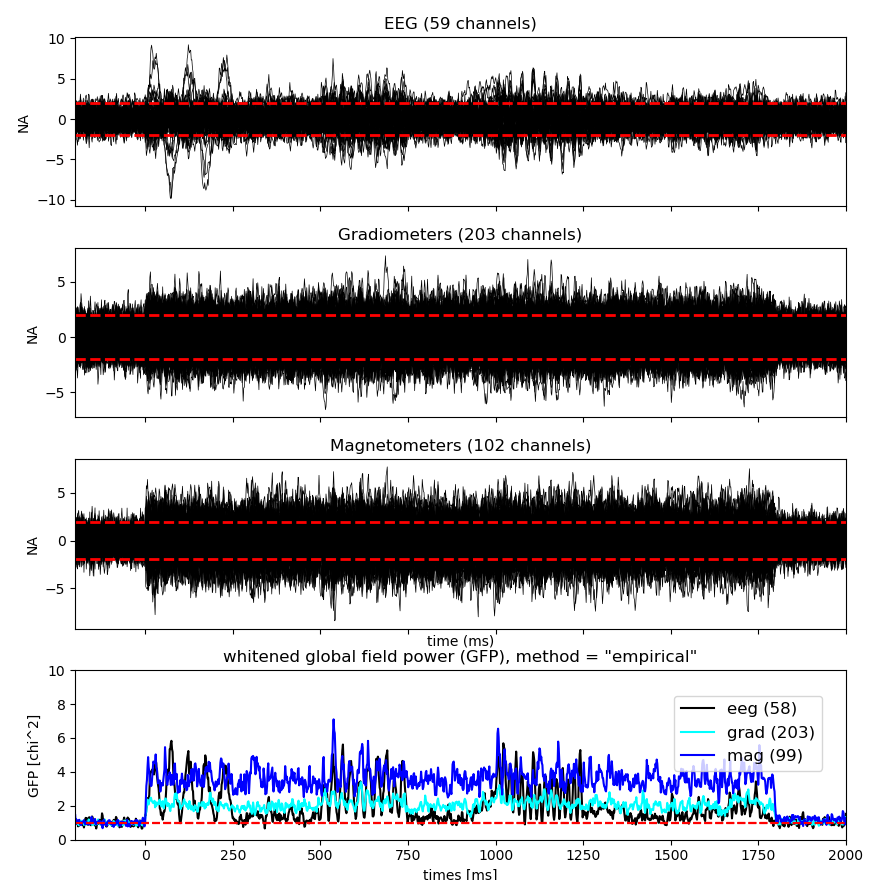 EEG (59 channels)
10
5
0
−5
−10
NA
Gradiometers (203 channels)
5
0
−5
NA
Magnetometers (102 channels)
5
0
−5
NA
time (ms)
whitened global field power (GFP), method = "empirical"
10
8
6
4
2
0
GFP [chi^2]
eeg (58)
grad (203)
mag (99)
0
250
500
750
1000
1250
1500
1750
2000
times [ms]